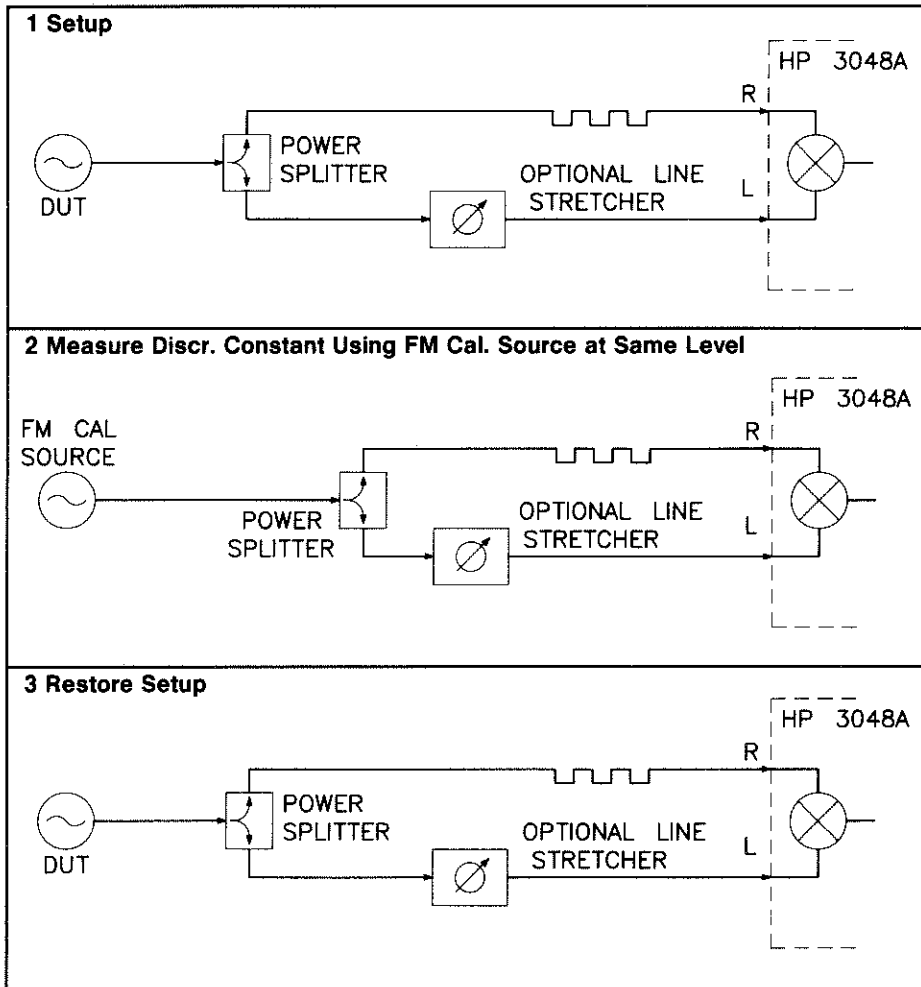 1 Setup
HP 3048A
R
POWER
SPLITTER
DUT
OPTIONAL LINE
STRETCHER
L
2 Measure Discr. Constant Using FM Cal. Source at Same Level
HP 3048A
FM CAL
SOURCE
R
POWER
SPLITTER
OPTIONAL LINE
STRETCHER
L
3 Restore Setup
HP 3048A
R
POWER
SPLITTER
DUT
OPTIONAL LINE
STRETCHER
L